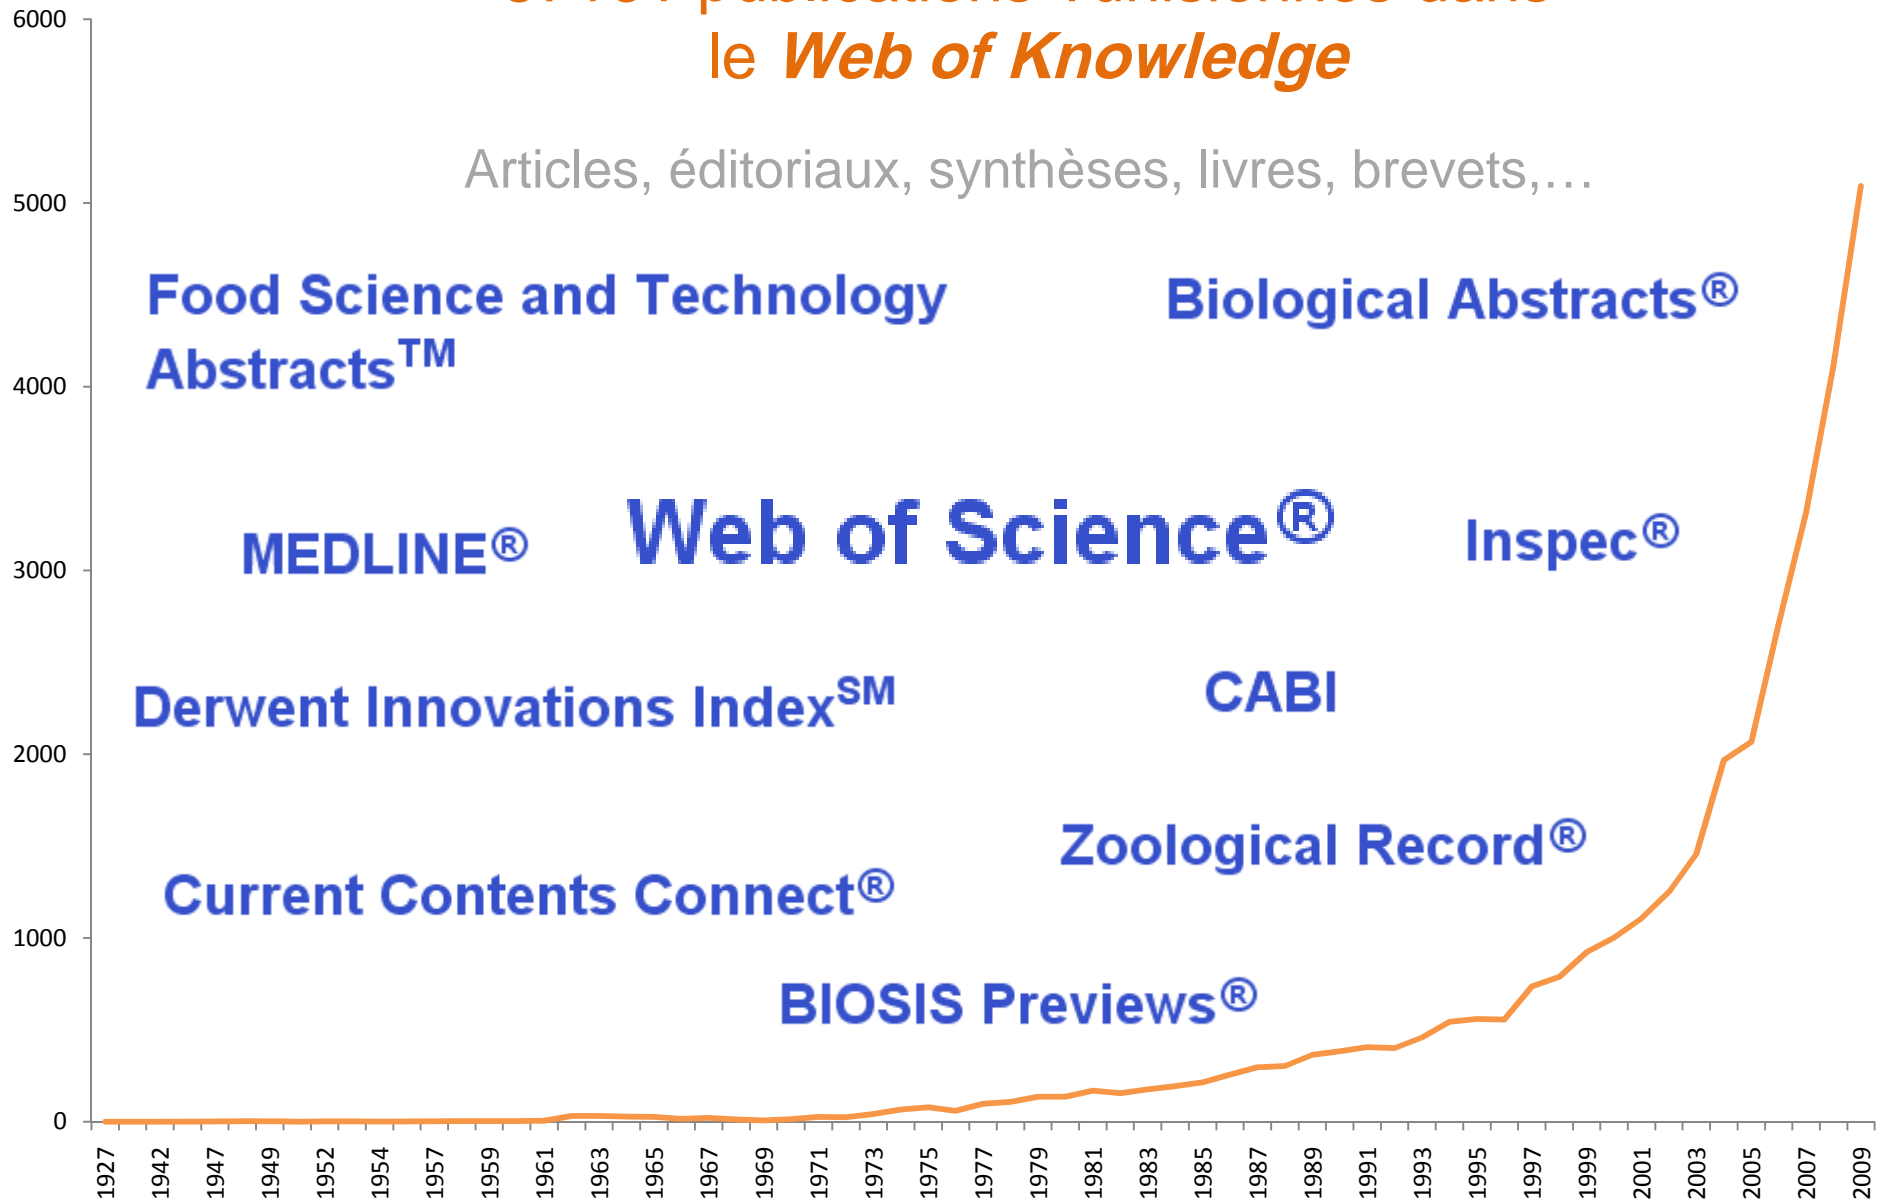 publications Tunisiennes dans
le Web of Knowledge
Articles, éditoriaux, synthèses, livres, brevets,…
Food Science and Technology
Abstracts™
Biological Abstracts®
MEDLINE®
Web of Science®
Inspec®
Derwent Innovations Index℠
CABI
Zoological Record®
Current Contents Connect®
BIOSIS Previews®
6000
5000
4000
3000
2000
1000
0
1927
1942
1947
1949
1952
1954
1957
1959
1961
1963
1965
1967
1969
1971
1973
1975
1977
1979
1981
1983
1985
1987
1989
1991
1993
1995
1997
1999
2001
2003
2005
2007
2009